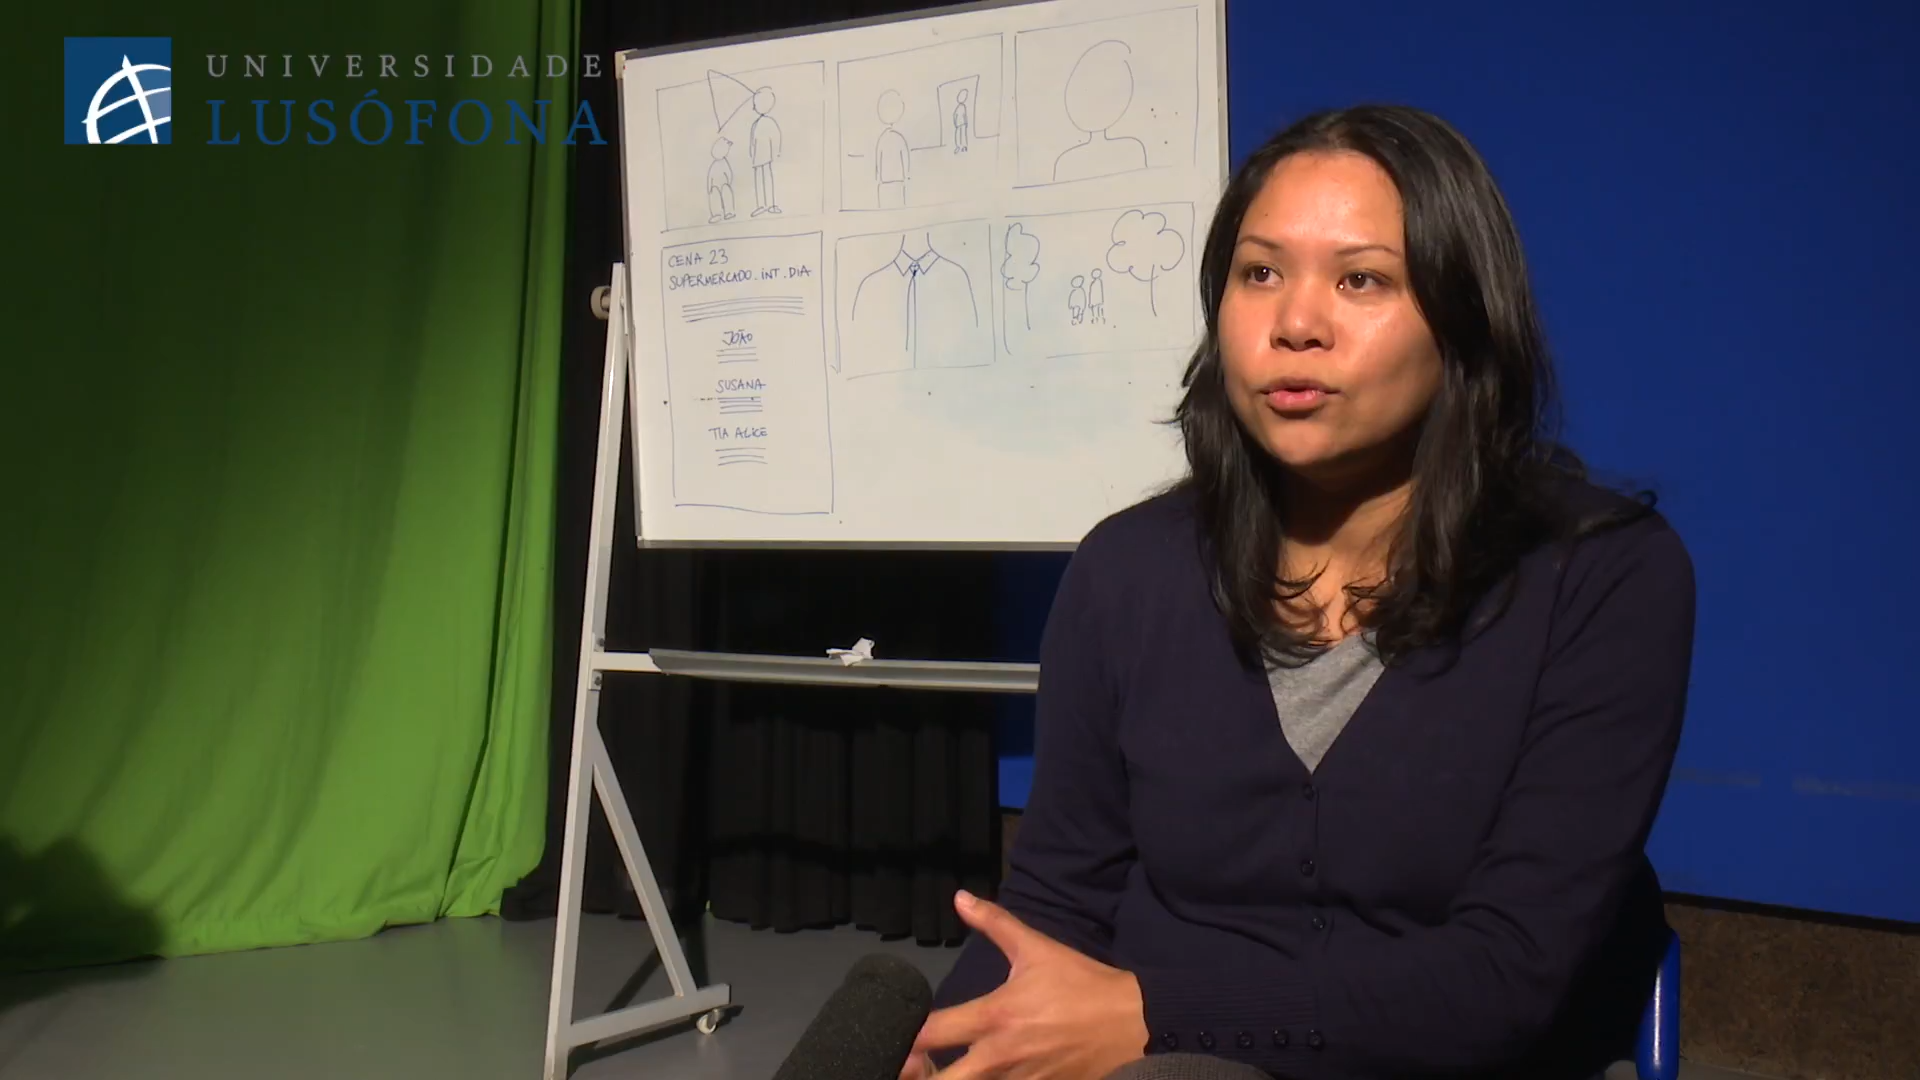 UNIVERSIDADE
LUSÓFONA
CENA 23
SUPERMERCADO.INT.DIA
JOÃO
SUSANA
TIA ALICE